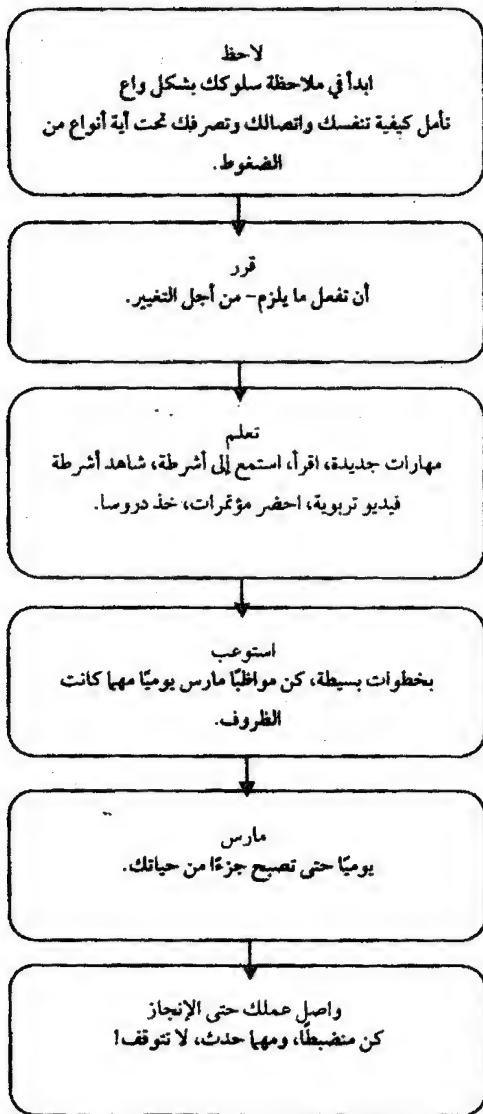 لاحظ
ابدأ في ملاحظة سلوكك بشكل واع
تأمل كيفية تنفسك واتصالك وتصرفك تحت أية أنواع من
الضغوط.
قرر
أن تفعل ما يلزم- من أجل التغيير.
تعلم
مهارات جديدة، اقرأ، استمع إلى أشرطة، شاهد أشرطة
فيديو تربوية، احضر مؤتمرات، خذ دروسا.
استوعب
بخطوات بسيطة، كن مواظبًا مارس يوميًا مهما كانت
الظروف.
مارس
يوميًا حتى تصبح جزءًا من حياتك.
واصل عملك حتى الإنجاز
كن منضبطًا، ومهما حدث، لا تتوقف!